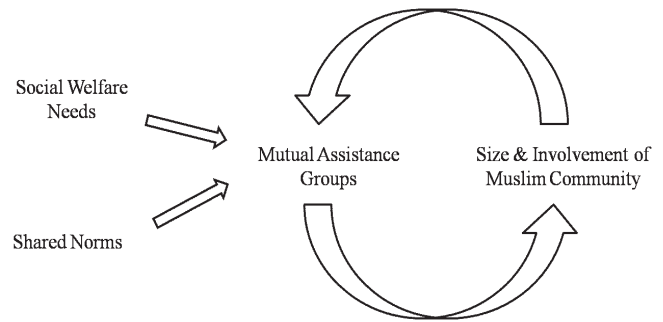 Social Welfare
Needs
Mutual Assistance
Groups
Size & Involvement of
Muslim Community
Shared Norms